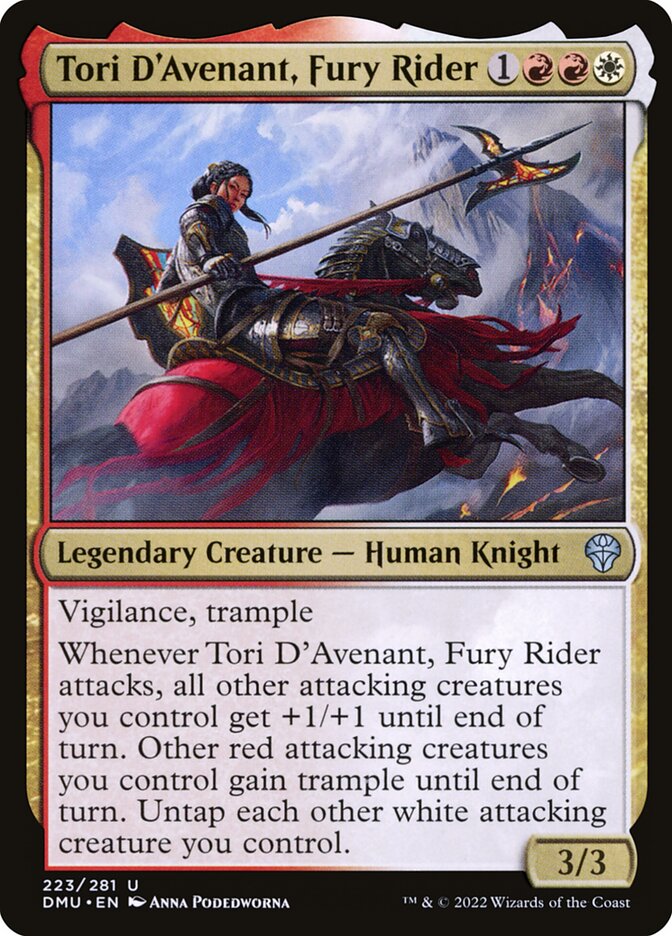 Tori D'Avenant, Fury Rider 1
Legendary Creature — Human Knight
Vigilance, trample
Whenever Tori D'Avenant, Fury Rider
attacks, all other attacking creatures
you control get +1/+1 until end of
turn. Other red attacking creatures
you control gain trample until end of
turn. Untap each other white attacking
creature you control.
3/3
223/281 U
DMU • EN Anna Podedworna
™ & © 2022 Wizards of the Coast